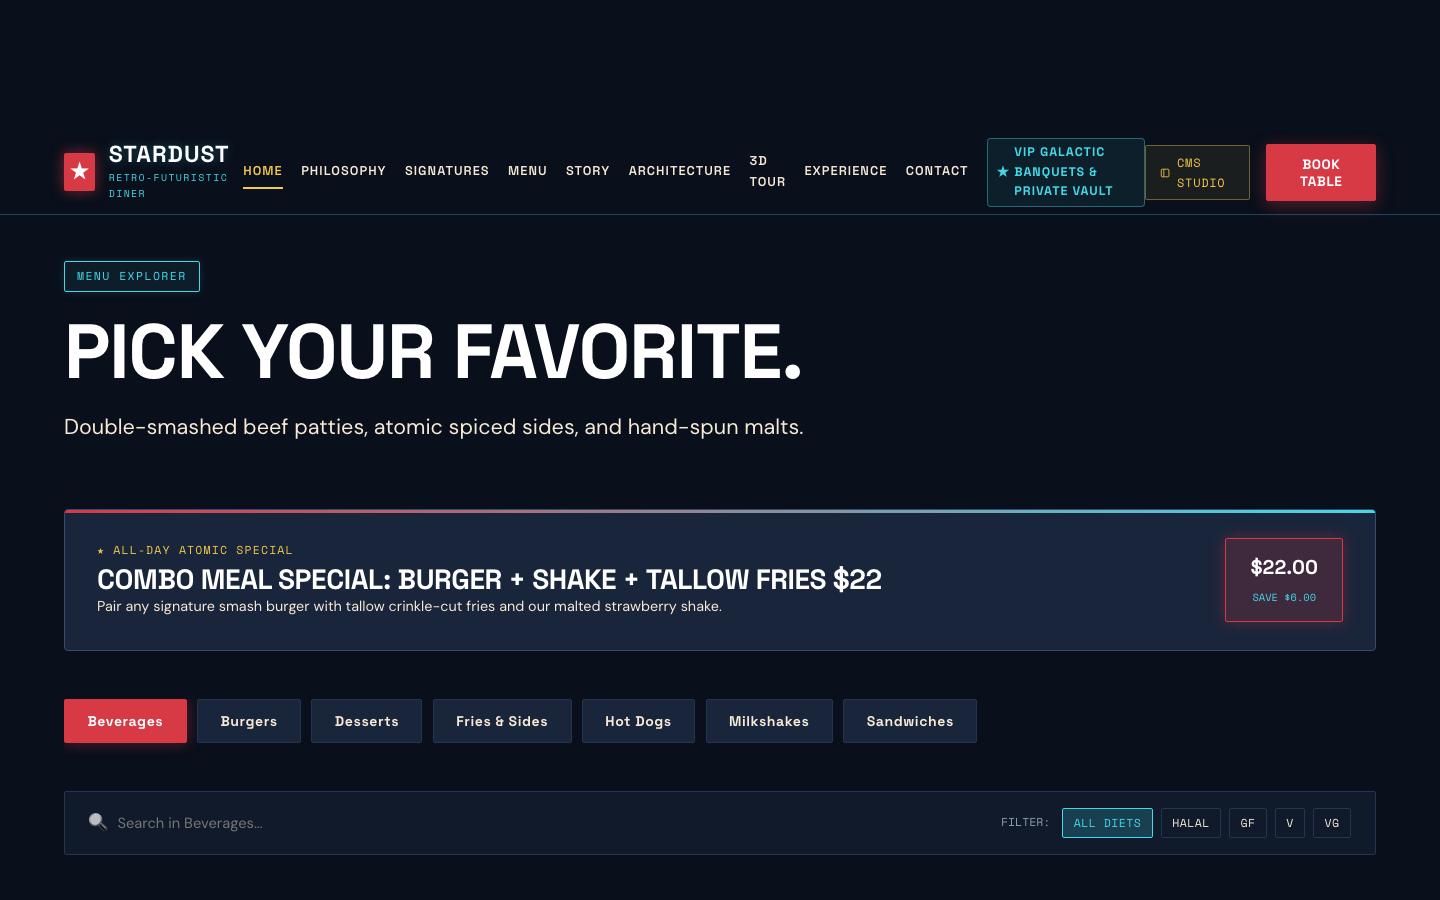 STARDUST
RETRO-FUTURISTIC
DINER
HOME
PHILOSOPHY
SIGNATURES
MENU
STORY
ARCHITECTURE
3D
TOUR
EXPERIENCE
CONTACT
VIP GALACTIC
★ BANQUETS &
PRIVATE VAULT
CMS
STUDIO
BOOK
TABLE
MENU EXPLORER
PICK YOUR FAVORITE.
Double-smashed beef patties, atomic spiced sides, and hand-spun malts.
★ ALL-DAY ATOMIC SPECIAL
COMBO MEAL SPECIAL: BURGER + SHAKE + TALLOW FRIES $22
Pair any signature smash burger with tallow crinkle-cut fries and our malted strawberry shake.
$22.00
SAVE $6.00
Beverages
Burgers
Desserts
Fries & Sides
Hot Dogs
Milkshakes
Sandwiches
Search in Beverages...
FILTER:
ALL DIETS
HALAL
GF
V
VG